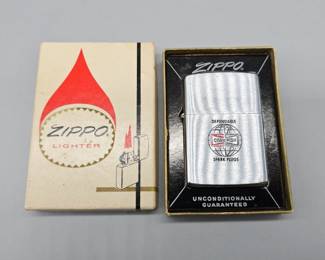 ZIPPO
LIGHTER
ZIPPO
DEPENDABLE
CHAMPION
SPARK PLUGS
UNCONDITIONALLY
GUARANTEED